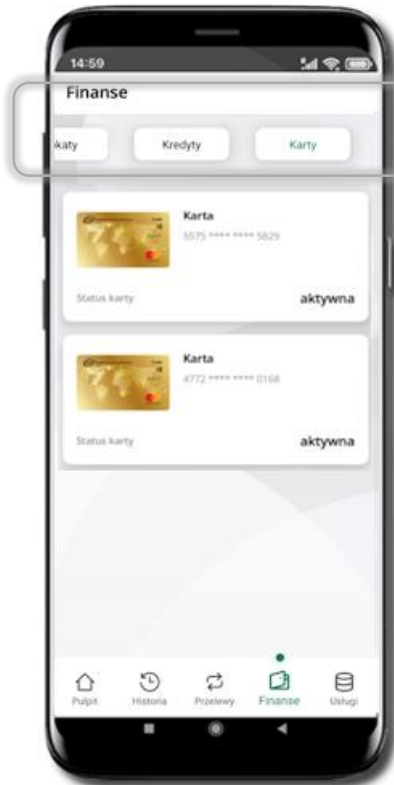 14:59
Finanse
katy
Kredyty
Karty
Karta
5575 **** **** 5829
Status karty
aktywna
Karta
4772 **** **** 0168
Status karty
aktywna
Pulpit
Historia
Przelewy
Finanse
Usługi